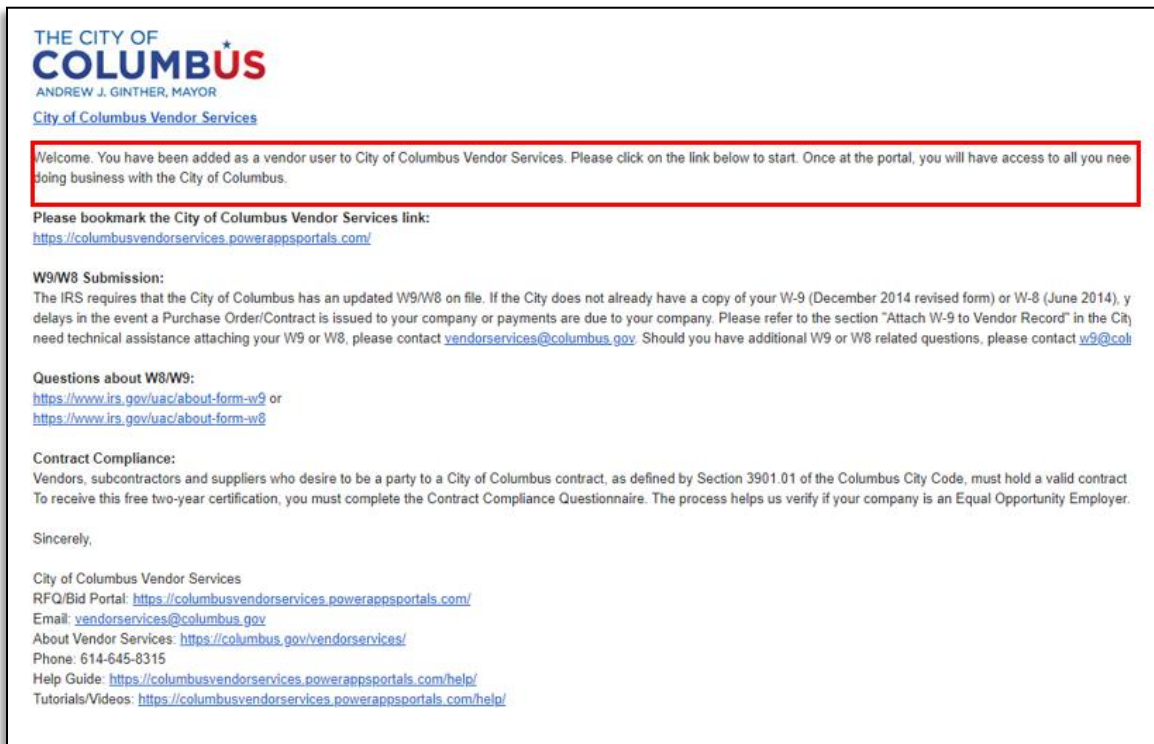 THE CITY OF
COLUMBUS
ANDREW J. GINTHER, MAYOR
City of Columbus Vendor Services
Welcome. You have been added as a vendor user to City of Columbus Vendor Services. Please click on the link below to start. Once at the portal, you will have access to all you
doing business with the City of Columbus.
Please bookmark the City of Columbus Vendor Services link:
https://columbusvendorservices.powerappsportals.com/
W9/W8 Submission:
The IRS requires that the City of Columbus has an updated W9/W8 on file. If the City does not already have a copy of your W-9 (December 2014 revised form) or W-8 (June 2014),
delays in the event a Purchase Order/Contract is issued to your company or payments are due to your company. Please refer to the section "Attach W-9 to Vendor Record" in the City
need technical assistance attaching your W9 or W8, please contact vendorservices@columbus.gov. Should you have additional W9 or W8 related questions, please contact
Questions about W8/W9:
https://www.irs.gov/uac/about-form-w9 or
https://www.irs.gov/uac/about-form-w8
Contract Compliance:
Vendors, subcontractors and suppliers who desire to be a party to a City of Columbus contract, as defined by Section 3901.01 of the Columbus City Code, must hold a valid contract
To receive this free two-year certification, you must complete the Contract Compliance Questionnaire. The process helps us verify if your company is an Equal Opportunity Employer.
Sincerely,
City of Columbus Vendor Services
RFQ/Bid Portal: https://columbusvendorservices.powerappsportals.com/
Email: vendorservices@columbus.gov
About Vendor Services: https://columbus.gov/vendorservices/
Phone: 614-645-8315
Help Guide: https://columbusvendorservices.powerappsportals.com/help/
Tutorials/Videos: https://columbusvendorservices.powerappsportals.com/help/